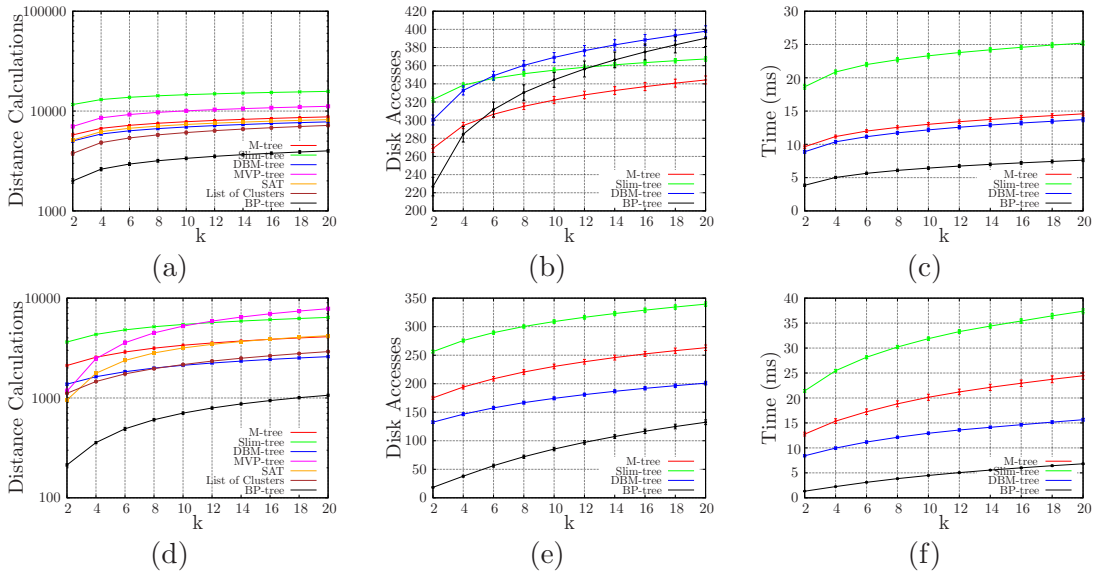 Distance Calculations
100000
10000
1000
2 4 6 8 10 12 14 16 18 20
k
M-tree
Slim-tree
DBM-tree
MVP-tree
SAT
List of Clusters
BP-tree
(a)
Disk Accesses
420
400
380
360
340
320
300
280
260
240
220
200
2 4 6 8 10 12 14 16 18 20
k
M-tree
Slim-tree
DBM-tree
BP-tree
(b)
Time (ms)
30
25
20
15
10
5
0
2 4 6 8 10 12 14 16 18 20
k
M-tree
Slim-tree
DBM-tree
BP-tree
(c)
Distance Calculations
10000
1000
100
2 4 6 8 10 12 14 16 18 20
k
M-tree
Slim-tree
DBM-tree
MVP-tree
SAT
List of Clusters
BP-tree
(d)
Disk Accesses
350
300
250
200
150
100
50
0
2 4 6 8 10 12 14 16 18 20
k
M-tree
Slim-tree
DBM-tree
BP-tree
(e)
Time (ms)
40
35
30
25
20
15
10
5
0
2 4 6 8 10 12 14 16 18 20
k
M-tree
Slim-tree
DBM-tree
BP-tree
(f)